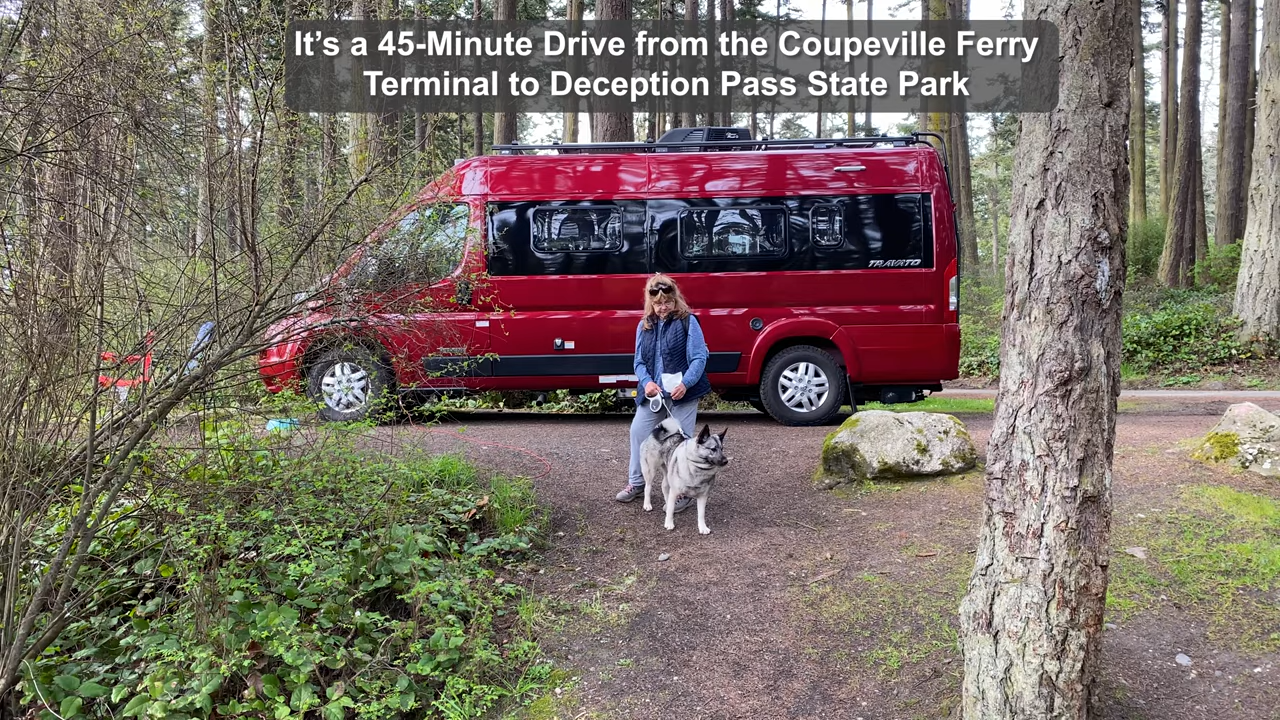 It’s a 45-Minute Drive from the Coupeville Ferry
Terminal to Deception Pass State Park
TRAVATO